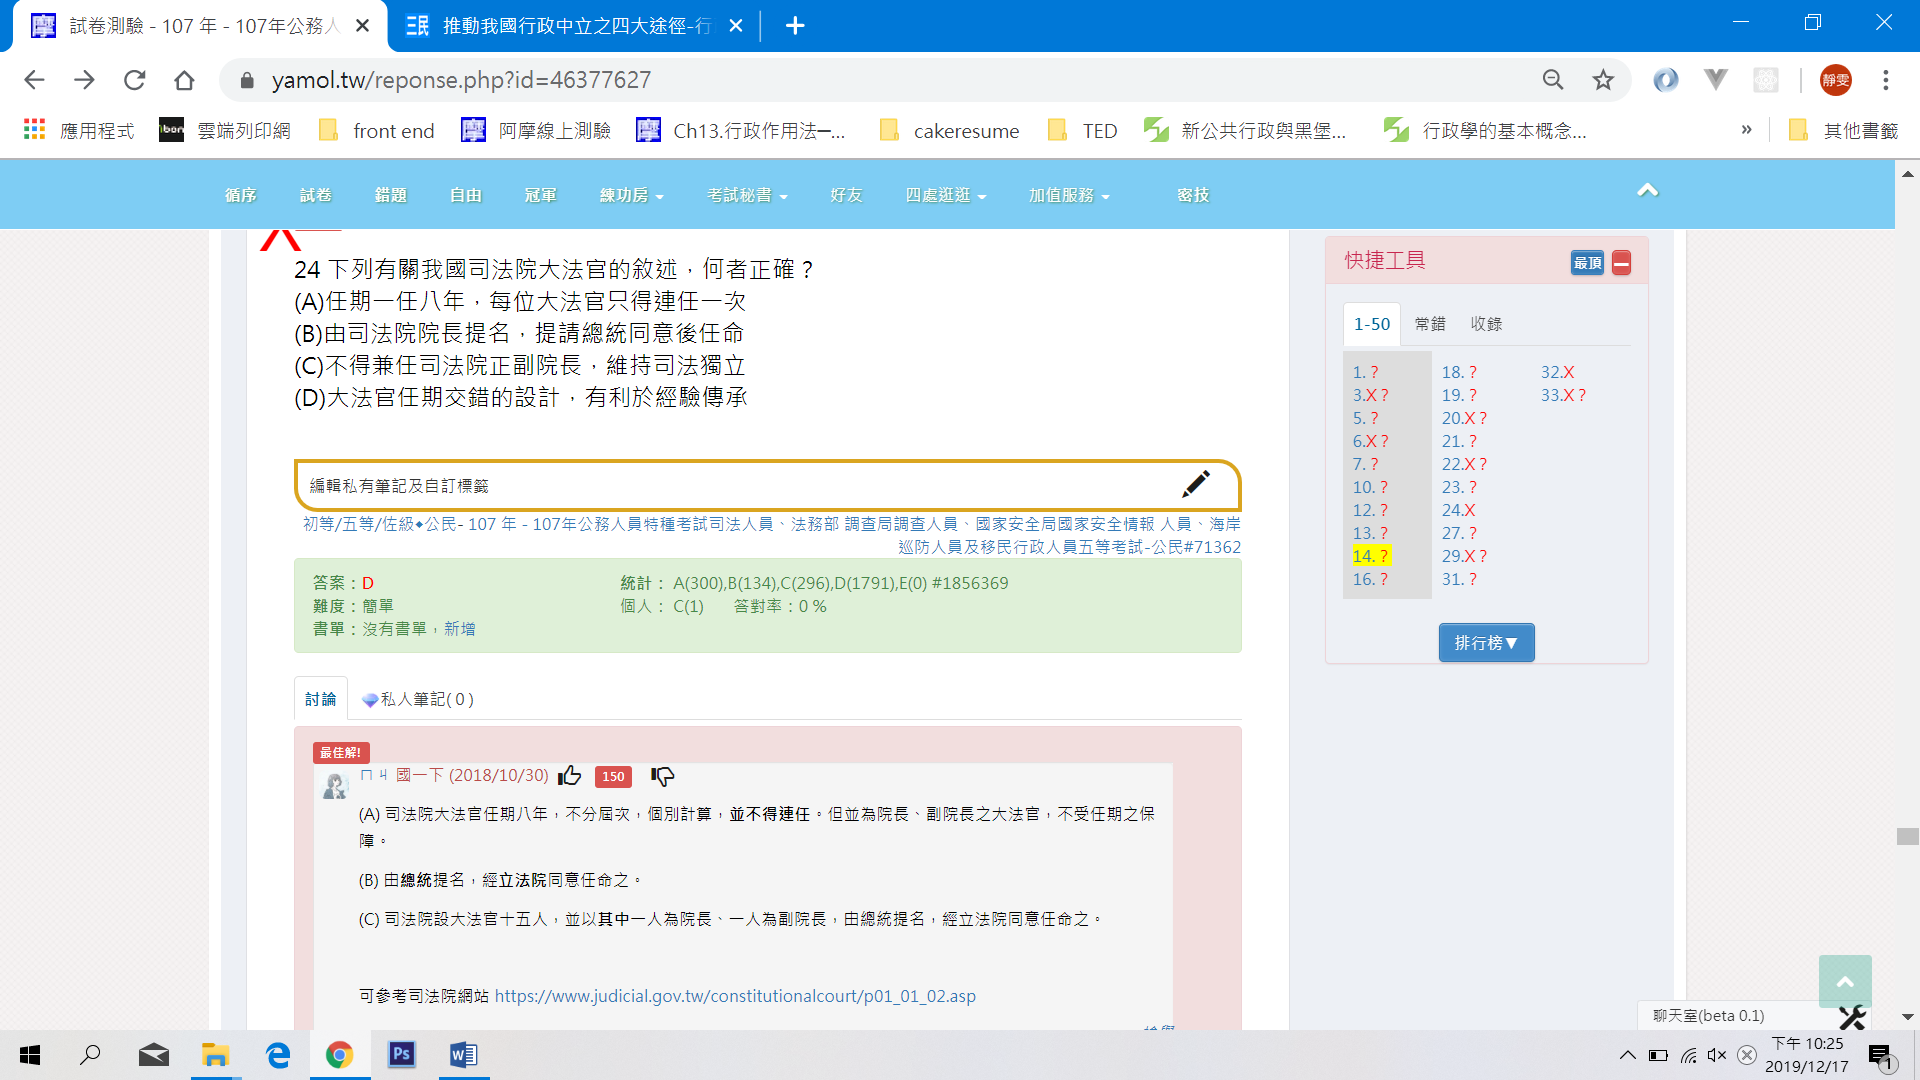 試卷測驗 - 107 年 - 107年公務人
推動我國行政中立之四大途徑-行
yamol.tw/reponse.php?id=46377627
靜雯
應用程式
ibon
雲端列印網
front end
阿摩線上測驗
Ch13.行政作用法─...
cakeresume
TED
新公共行政與黑堡...
行政學的基本概念...
»
其他書籤
循序
試卷
錯題
自由
冠軍
練功房
考試秘書
好友
四處逛逛
加值服務
密技
24 下列有關我國司法院大法官的敘述，何者正確？
(A)任期一任八年，每位大法官只得連任一次
(B)由司法院院長提名，提請總統同意後任命
(C)不得兼任司法院正副院長，維持司法獨立
(D)大法官任期交錯的設計，有利於經驗傳承
編輯私有筆記及自訂標籤
初等/五等/佐級◆公民- 107 年 - 107年公務人員特種考試司法人員、法務部 調查局調查人員、國家安全局國家安全情報 人員、海岸
巡防人員及移民行政人員五等考試-公民#71362
答案：D
難度：簡單
書單：沒有書單，新增
統計： A(300),B(134),C(296),D(1791),E(0) #1856369
個人： C(1) 答對率：0 %
討論
私人筆記( 0 )
最佳解!
ㄇㄐ 國一下 (2018/10/30)
150
(A) 司法院大法官任期八年，不分屆次，個別計算，並不得連任。但並為院長、副院長之大法官，不受任期之保
障。
(B) 由總統提名，經立法院同意任命之。
(C) 司法院設大法官十五人，並以其中一人為院長、一人為副院長，由總統提名，經立法院同意任命之。
可參考司法院網站 https://www.judicial.gov.tw/constitutionalcourt/p01_01_02.asp
快捷工具
最頂
1-50
常錯
收錄
1. ?
3.X ?
5. ?
6.X ?
7. ?
10. ?
12. ?
13. ?
14. ?
16. ?
18. ?
19. ?
20.X ?
21. ?
22.X ?
23. ?
24.X
27. ?
29.X ?
31. ?
32.X
33.X ?
排行榜▼
聊天室(beta 0.1)
Ps
下午 10:25
2019/12/17
1